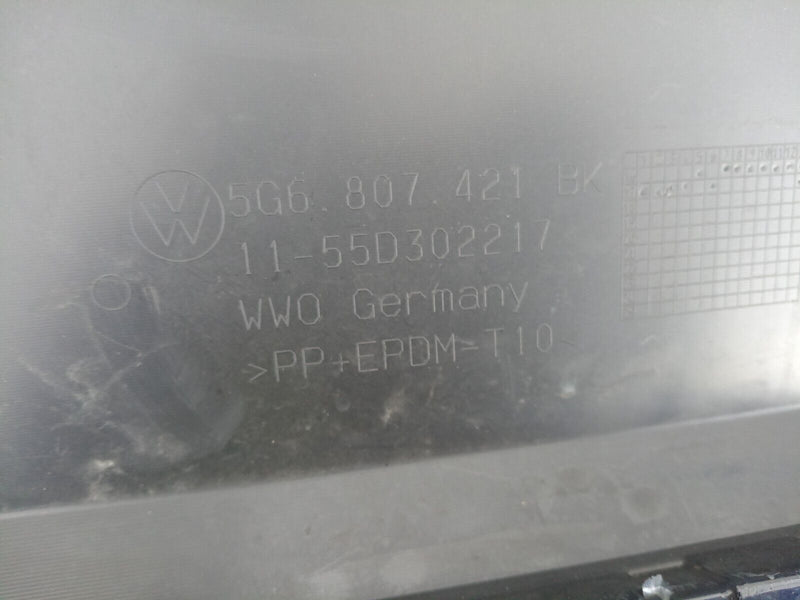 5G6.807.421 BK
11-55D302217
WWO Germany
>PP+EPDM-T10<